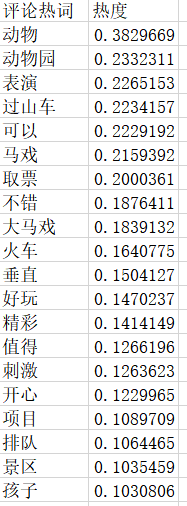 评论热词 热度
动物 0.3829669
动物园 0.2332311
表演 0.2265153
过山车 0.2234157
可以 0.2229192
马戏 0.2159392
取票 0.2000361
不错 0.1876411
大马戏 0.1839132
火车 0.1640775
垂直 0.1504127
好玩 0.1470237
精彩 0.1414149
值得 0.1266196
刺激 0.1263623
开心 0.1229965
项目 0.1089709
排队 0.1064465
景区 0.1035459
孩子 0.1030806